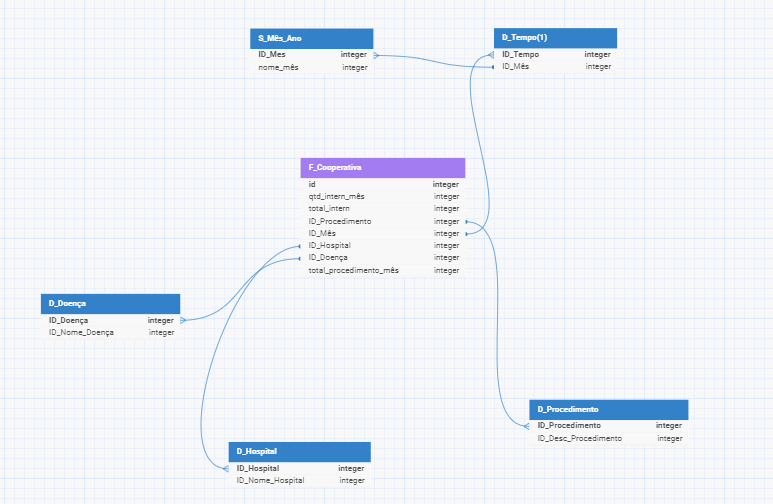 S_Mês_Ano
ID_Mes integer
nome_mês integer
D_Tempo(1)
ID_Tempo integer
ID_Mês integer
F_Cooperativa
id integer
qtd_intern_mês integer
total_intern integer
ID_Procedimento integer
ID_Mês integer
ID_Hospital integer
ID_Doença integer
total_procedimento_mês integer
D_Doença
ID_Doença integer
ID_Nome_Doença integer
D_Procedimento
ID_Procedimento integer
ID_Desc_Procedimento integer
D_Hospital
ID_Hospital integer
ID_Nome_Hospital integer